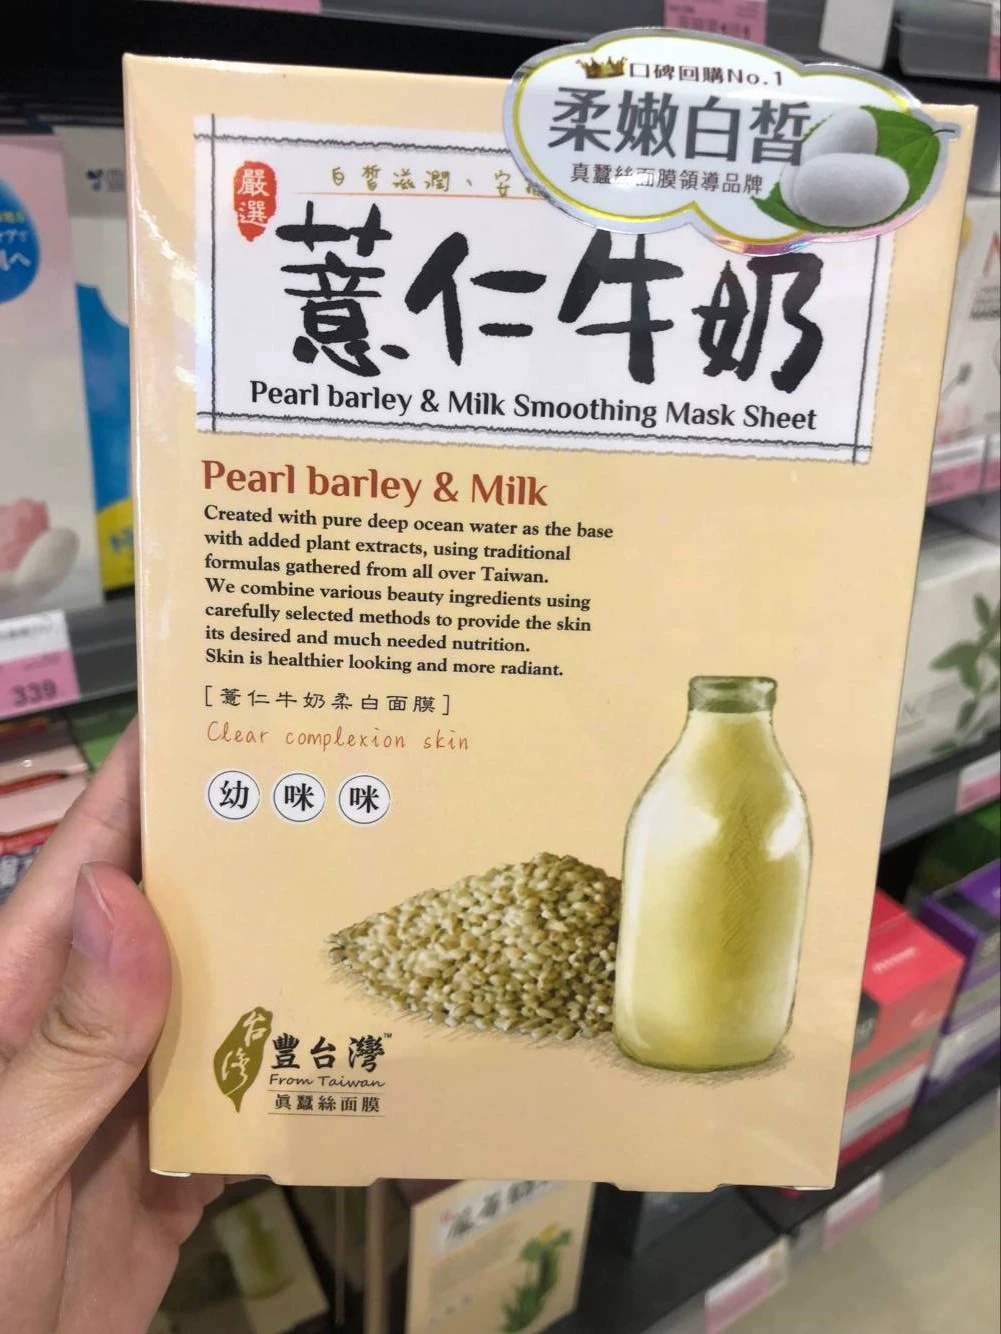 口碑回購No.1
柔嫩白皙
真蠶絲面膜領導品牌
嚴選
白皙滋潤、安
薏仁牛奶
Pearl barley & Milk Smoothing Mask Sheet
Pearl barley & Milk
Created with pure deep ocean water as the base
with added plant extracts, using traditional
formulas gathered from all over Taiwan.
We combine various beauty ingredients using
carefully selected methods to provide the skin
its desired and much needed nutrition.
Skin is healthier looking and more radiant.
[薏仁牛奶柔白面膜]
Clear complexion skin
幼咪咪
台灣
豐台灣™
From Taiwan
眞蠶絲面膜
339